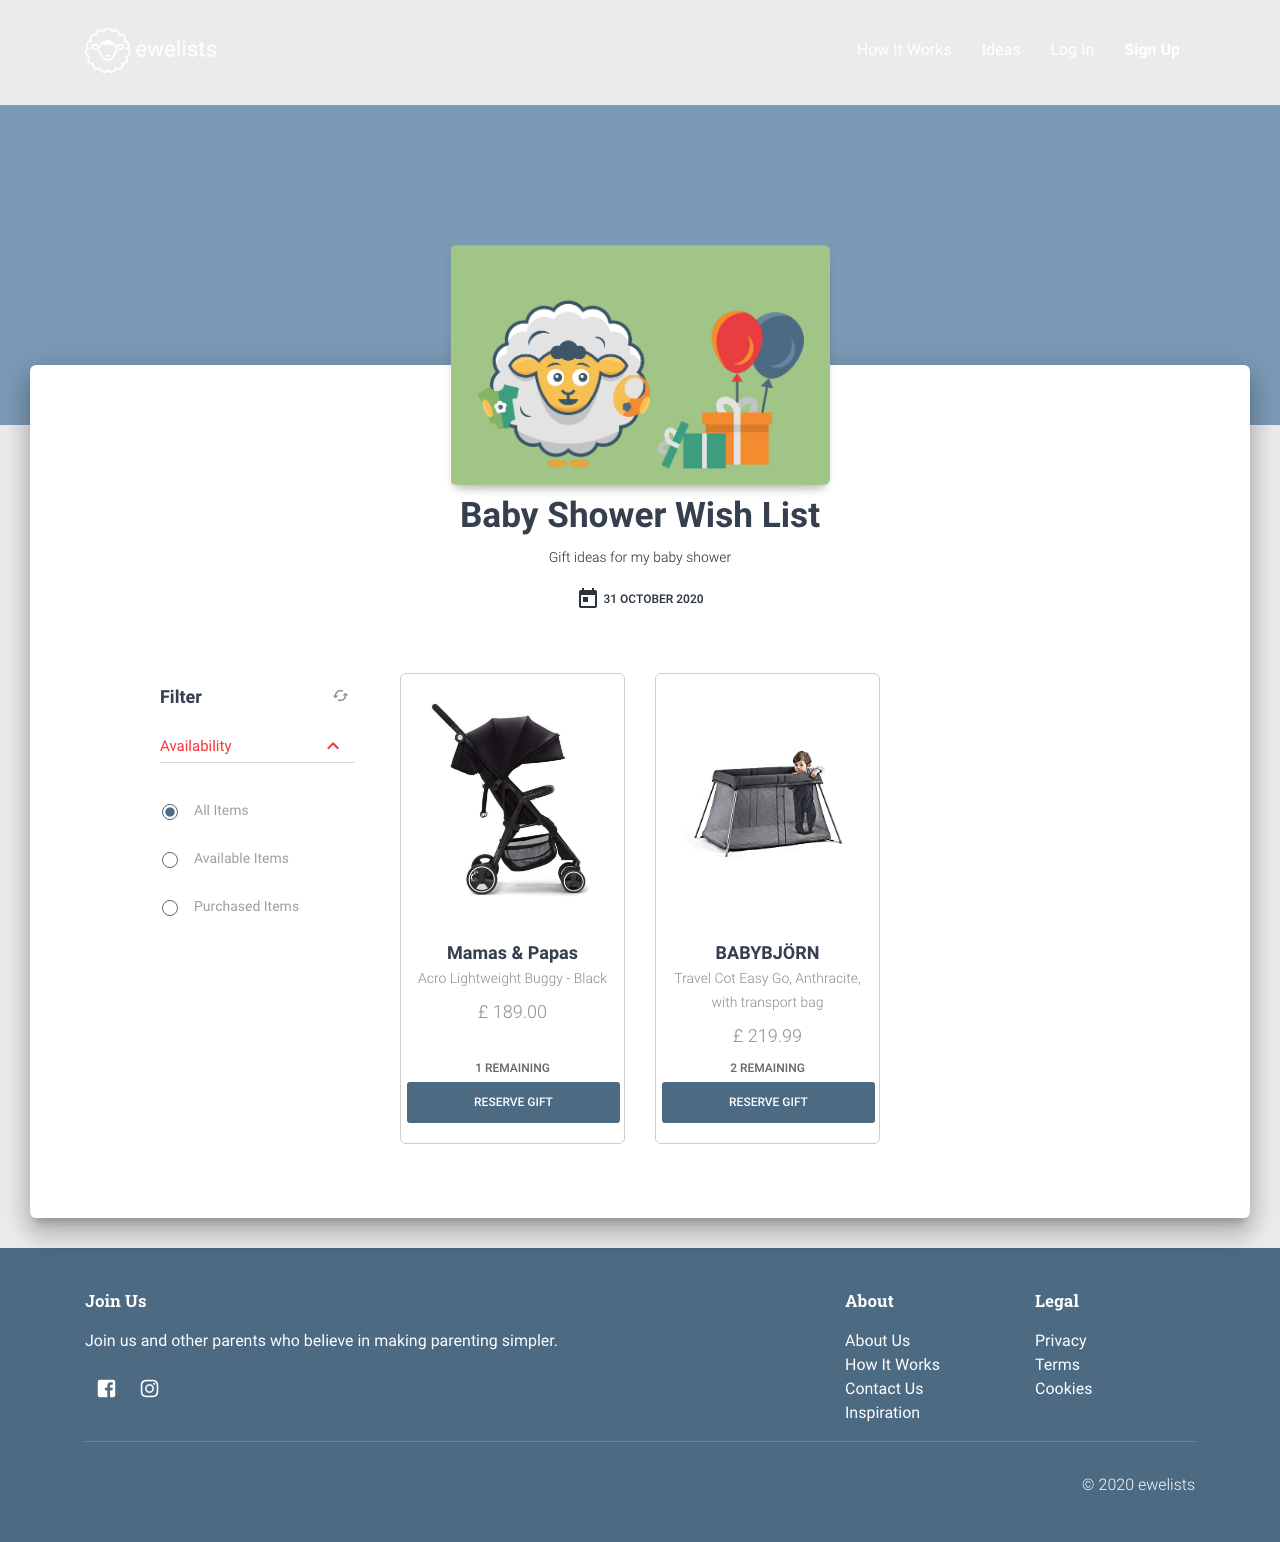 ewelists
How It Works
Ideas
Log In
Sign Up
Baby Shower Wish List
Gift ideas for my baby shower
31 OCTOBER 2020
Filter
Availability
All Items
Available Items
Purchased Items
Mamas & Papas
Acro Lightweight Buggy - Black
£ 189.00
1 REMAINING
RESERVE GIFT
BABYBJÖRN
Travel Cot Easy Go, Anthracite,
with transport bag
£ 219.99
2 REMAINING
RESERVE GIFT
Join Us
Join us and other parents who believe in making parenting simpler.
About
About Us
How It Works
Contact Us
Inspiration
Legal
Privacy
Terms
Cookies
© 2020 ewelists